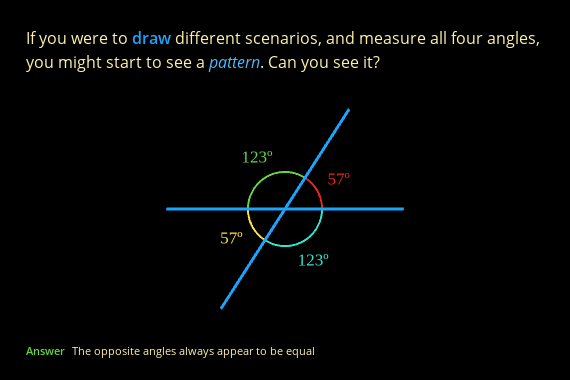 If you were to draw different scenarios, and measure all four angles,
you might start to see a pattern. Can you see it?
123º
57º
57º
123º
Answer The opposite angles always appear to be equal